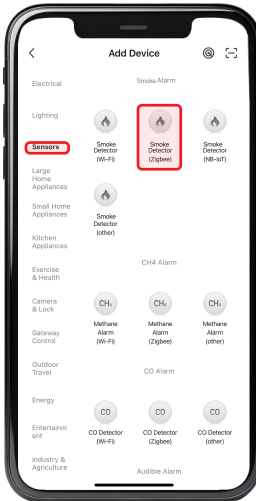 Add Device
Electrical
Lighting
Sensors
Large
Home
Appliances
Small Home
Appliances
Kitchen
Appliances
Exercise
& Health
Camera
& Lock
Gateway
Control
Outdoor
Travel
Energy
Entertainm
ent
Industry &
Agriculture
Smoke Alarm
Smoke
Detector
(Wi-Fi)
Smoke
Detector
(Zigbee)
Smoke
Detector
(NB-IoT)
Smoke
Detector
(other)
CH4 Alarm
CH₄
Methane
Alarm
(Wi-Fi)
CH₄
Methane
Alarm
(Zigbee)
CH₄
Methane
Alarm
(other)
CO Alarm
CO
CO Detector
(Wi-Fi)
CO
CO Detector
(Zigbee)
CO
CO Detector
(other)
Audible Alarm